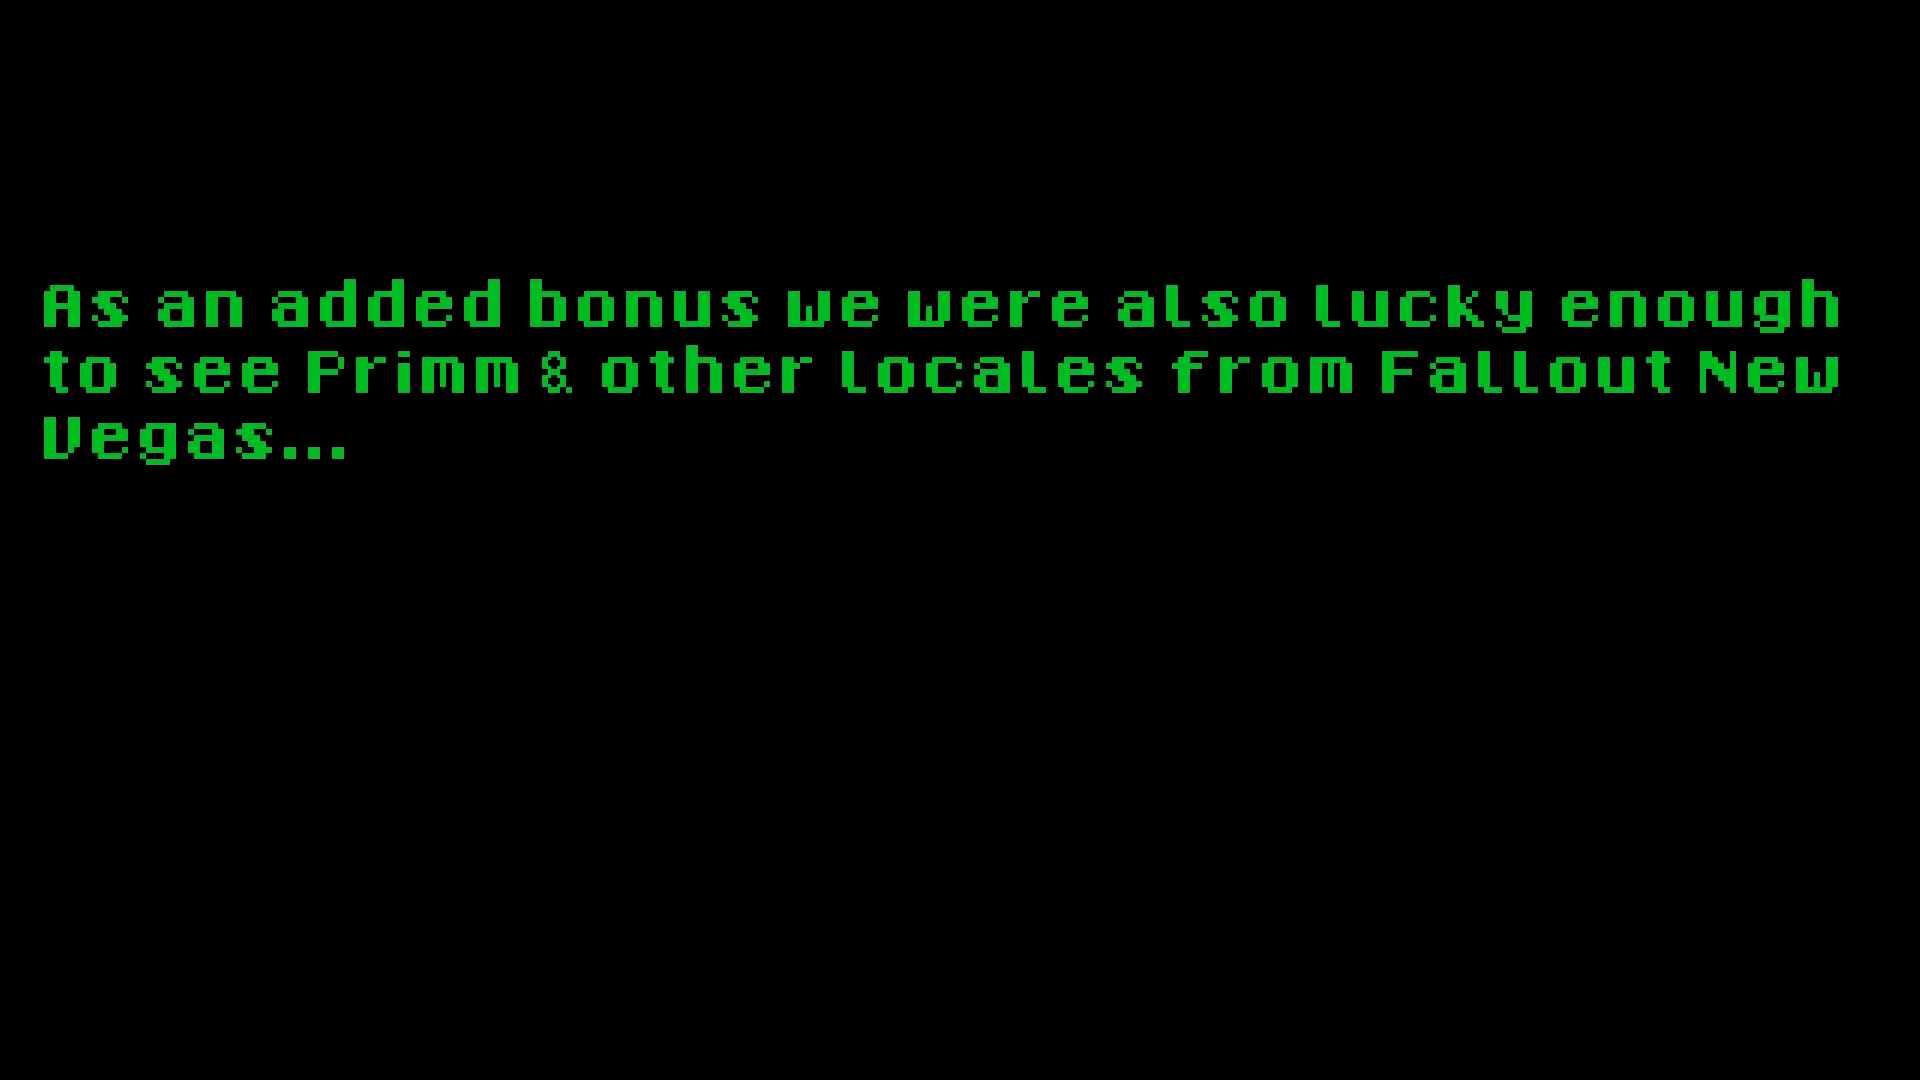 As an added bonus we were also lucky enough
to see Primm & other locales from Fallout New
Vegas...